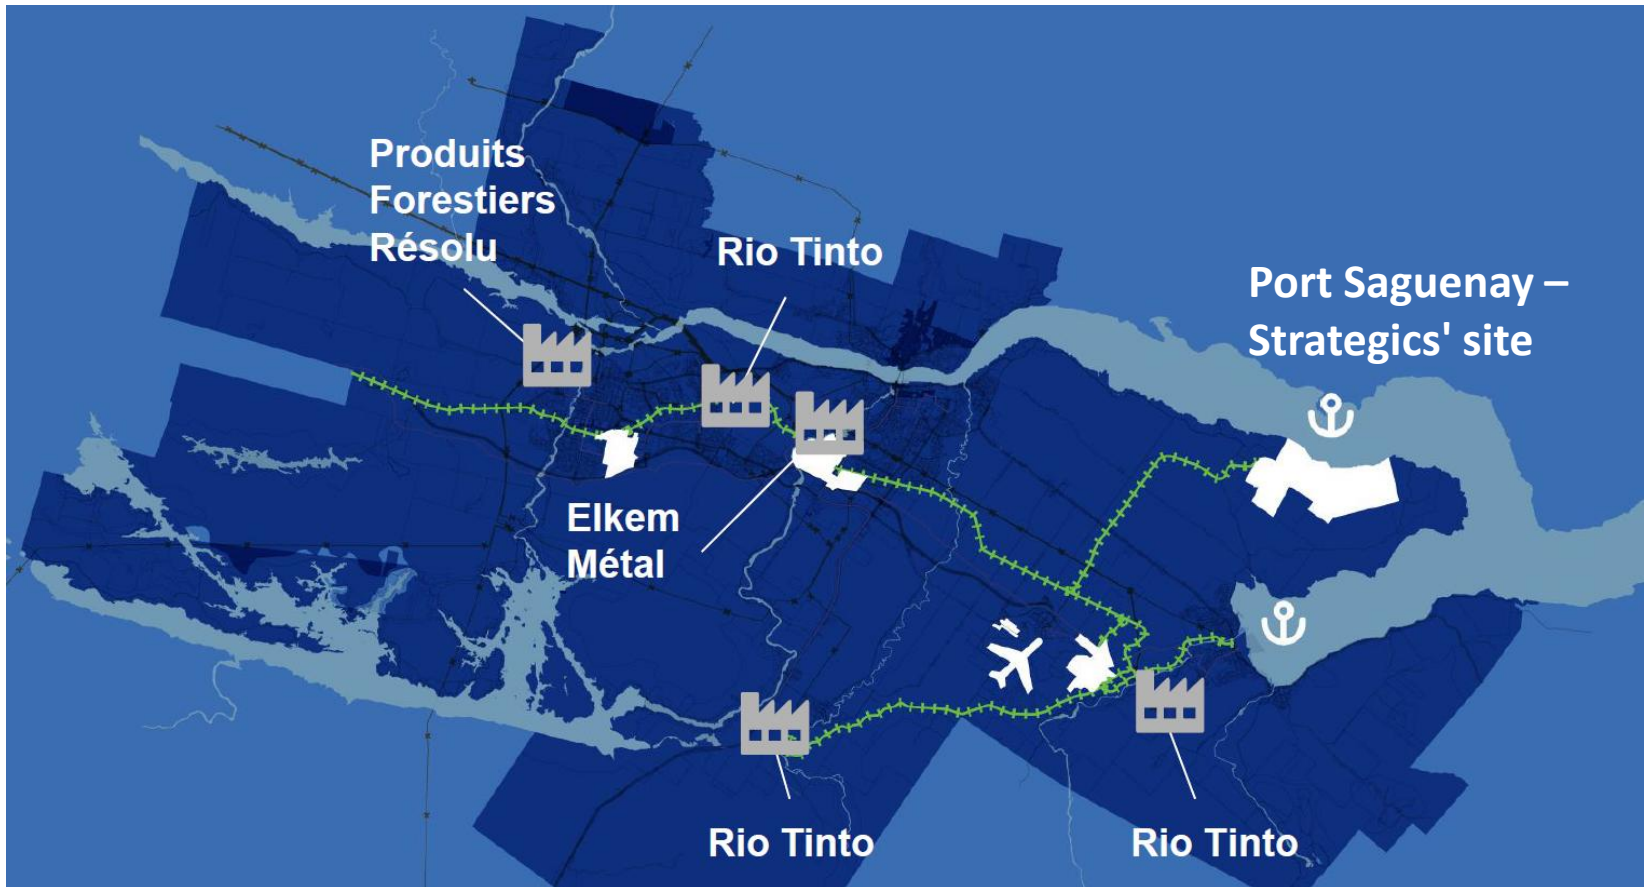 Produits
Forestiers
Résolu
Rio Tinto
Port Saguenay –
Strategics' site
Elkem
Métal
Rio Tinto
Rio Tinto